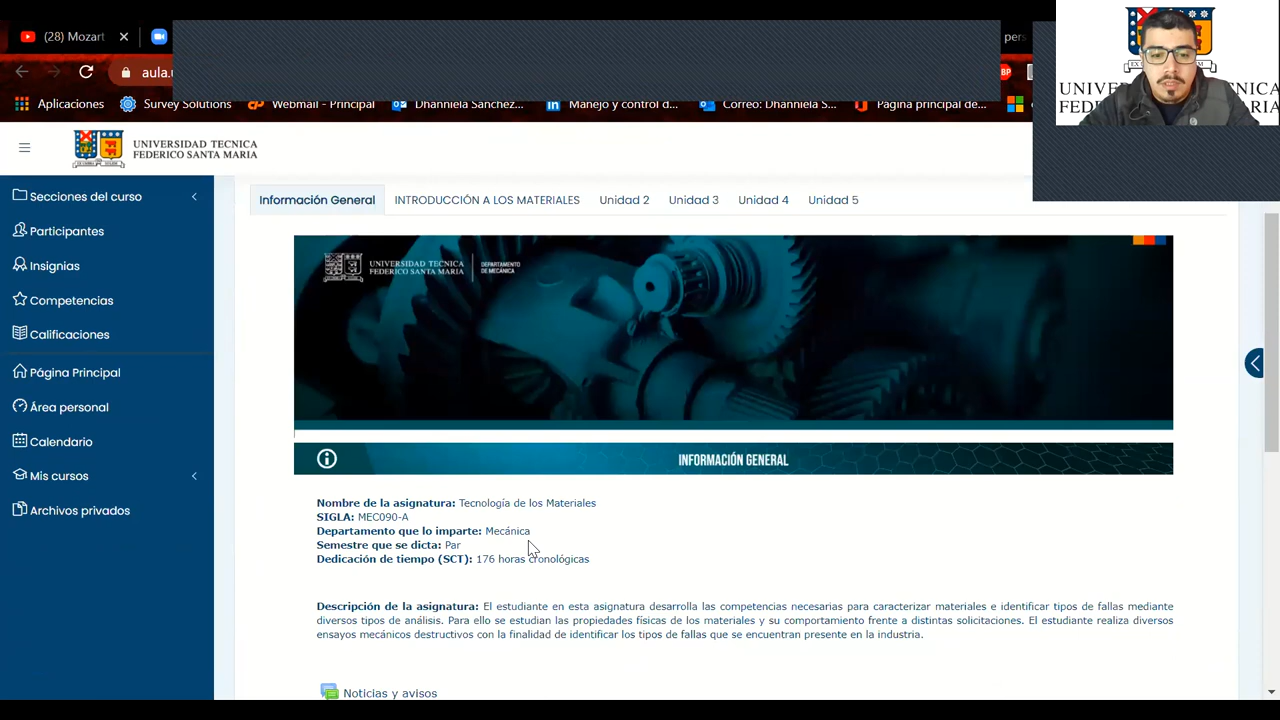 (28) Mozart
aula.
Aplicaciones
Survey Solutions
Webmail - Principal
Dhanniela Sanchez...
Manejo y control d...
Correo: Dhanniela S...
Pagina principal de...
UNIVERSIDAD TECNICA
FEDERICO SANTA MARIA
Secciones del curso
Participantes
Insignias
Competencias
Calificaciones
Página Principal
Área personal
Calendario
Mis cursos
Archivos privados
Información General
INTRODUCCIÓN A LOS MATERIALES
Unidad 2
Unidad 3
Unidad 4
Unidad 5
UNIVERSIDAD TECNICA
FEDERICO SANTA MARIA
DEPARTAMENTO
DE MECÁNICA
INFORMACIÓN GENERAL
Nombre de la asignatura: Tecnología de los Materiales
SIGLA: MEC090-A
Departamento que lo imparte: Mecánica
Semestre que se dicta: Par
Dedicación de tiempo (SCT): 176 horas cronológicas
Descripción de la asignatura: El estudiante en esta asignatura desarrolla las competencias necesarias para caracterizar materiales e identificar tipos de fallas mediante
diversos tipos de análisis. Para ello se estudian las propiedades físicas de los materiales y su comportamiento frente a distintas solicitaciones. El estudiante realiza diversos
ensayos mecánicos destructivos con la finalidad de identificar los tipos de fallas que se encuentran presente en la industria.
Noticias y avisos